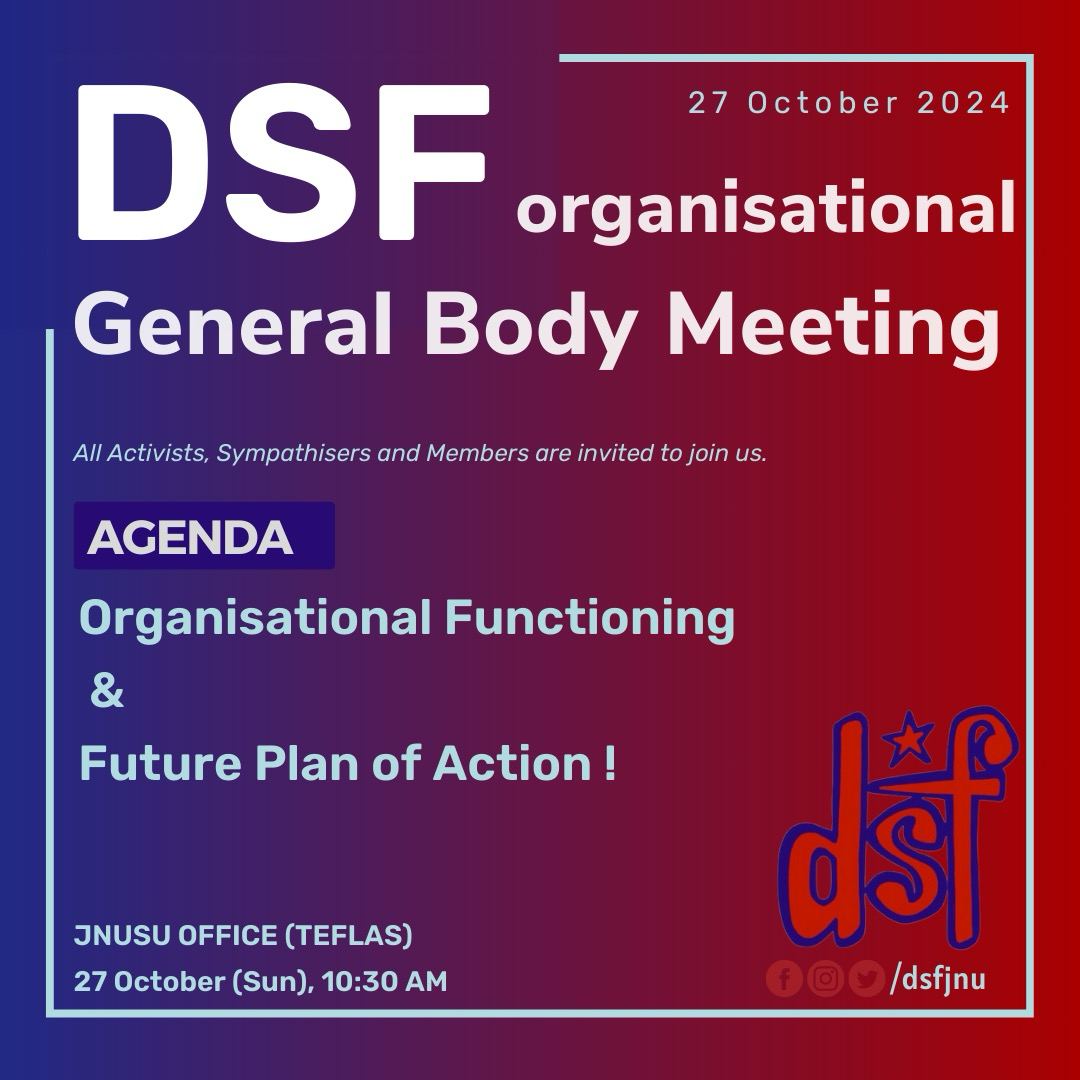 DSF
27 October 2024
organisational
General Body Meeting
All Activists, Sympathisers and Members are invited to join us.
AGENDA
Organisational Functioning
&
Future Plan of Action !
dsf
JNUSU OFFICE (TEFLAS)
27 October (Sun), 10:30 AM
/dsfjnu